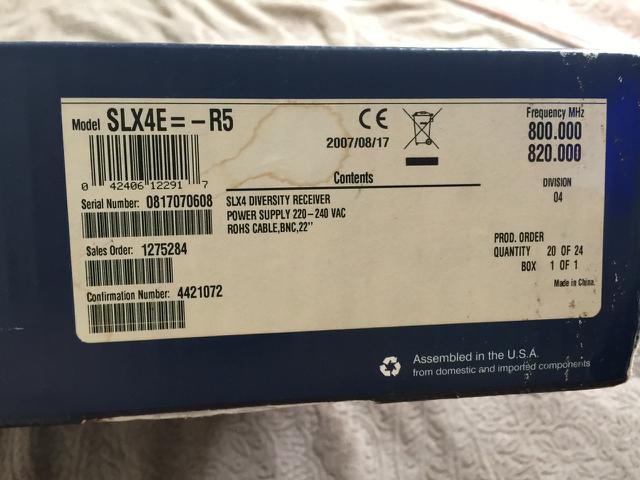 Model SLX4E=-R5
CE
2007/08/17
Frequency MHz
800.000
820.000
0 42406 12291 7
Contents
DIVISION
04
Serial Number: 0817070608
SLX4 DIVERSITY RECEIVER
POWER SUPPLY 220-240 VAC
ROHS CABLE,BNC,22"
Sales Order: 1275284
PROD. ORDER
QUANTITY 20 OF 24
BOX 1 OF 1
Made in China.
Confirmation Number: 4421072
Assembled in the U.S.A.
from domestic and imported components